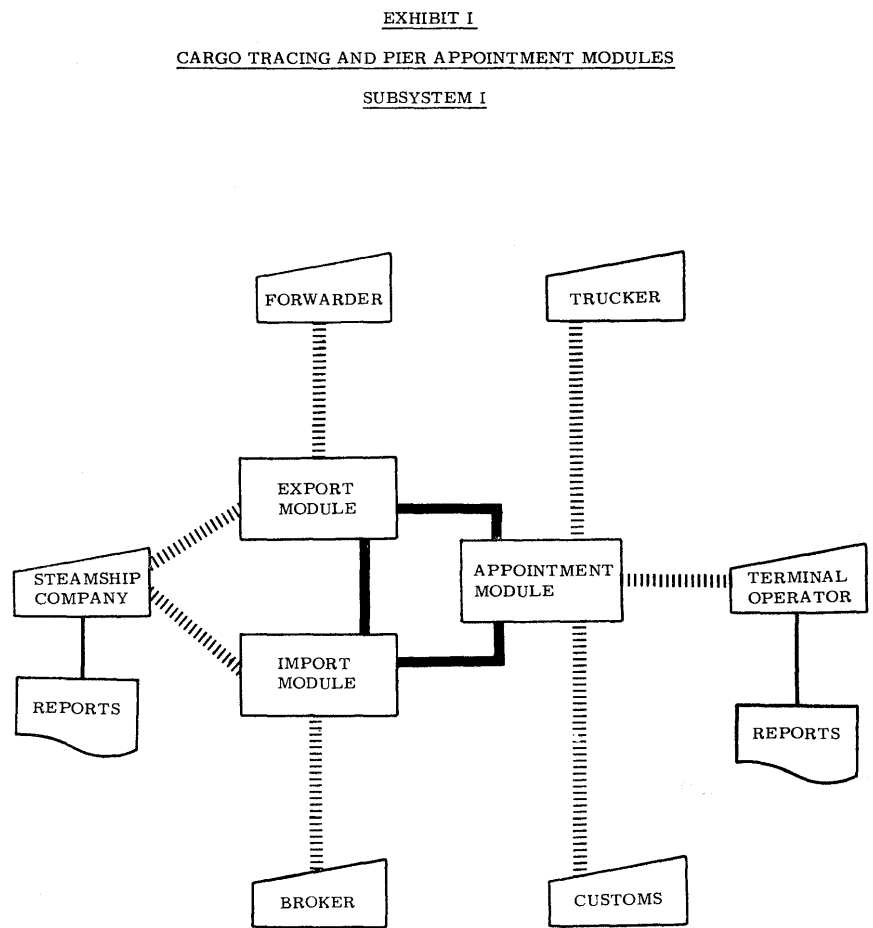 EXHIBIT I
CARGO TRACING AND PIER APPOINTMENT MODULES
SUBSYSTEM I
FORWARDER
TRUCKER
EXPORT
MODULE
STEAMSHIP
COMPANY
APPOINTMENT
MODULE
TERMINAL
OPERATOR
IMPORT
MODULE
REPORTS
REPORTS
BROKER
CUSTOMS